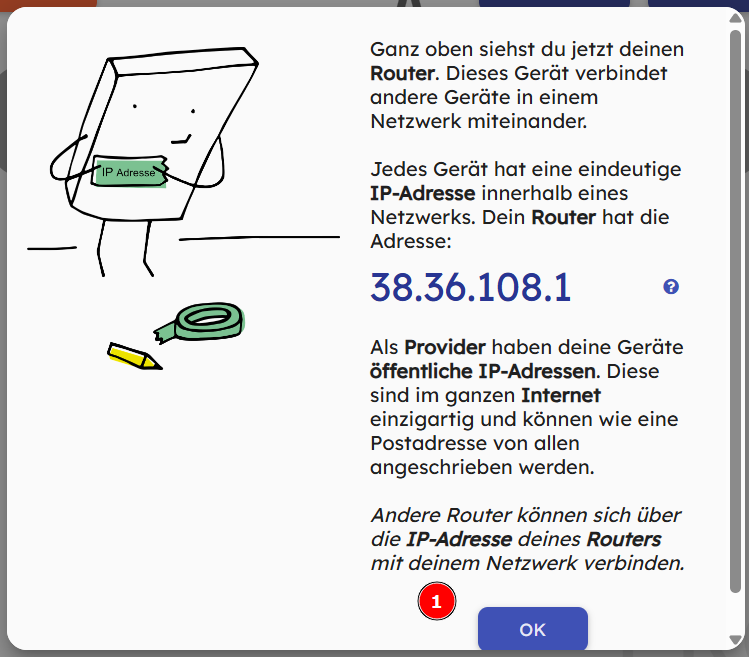 IP Adresse
Ganz oben siehst du jetzt deinen
Router. Dieses Gerät verbindet
andere Geräte in einem
Netzwerk miteinander.
Jedes Gerät hat eine eindeutige
IP-Adresse innerhalb eines
Netzwerks. Dein Router hat die
Adresse:
38.36.108.1 ?
Als Provider haben deine Geräte
öffentliche IP-Adressen. Diese
sind im ganzen Internet
einzigartig und können wie eine
Postadresse von allen
angeschrieben werden.
Andere Router können sich über
die IP-Adresse deines Routers
mit deinem Netzwerk verbinden.
1
OK